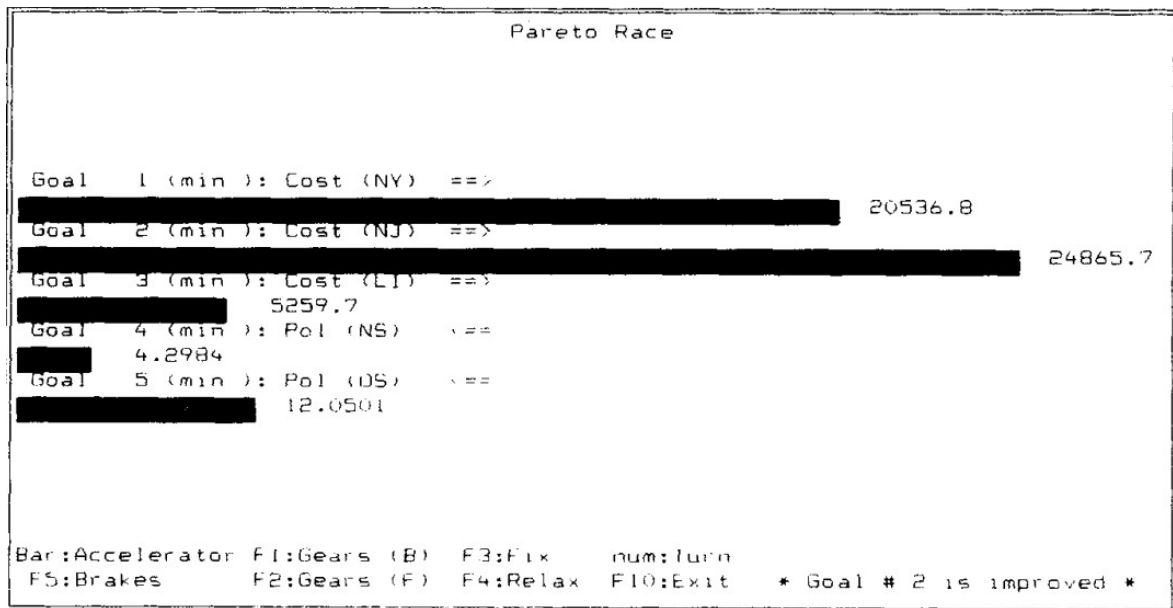 Pareto Race
Goal 1 (min ): Cost (NY) ==>
20536.8
Goal 2 (min ): Cost (NJ) ==>
24865.7
Goal 3 (min ): Cost (LI) ==>
5259.7
Goal 4 (min ): Pol (NS) <==
4.2984
Goal 5 (min ): Pol (DS) <==
12.0501
Bar:Accelerator F1:Gears (B) F3:Fix num:Turn
F5:Brakes F2:Gears (F) F4:Relax F10:Exit * Goal # 2 is improved *